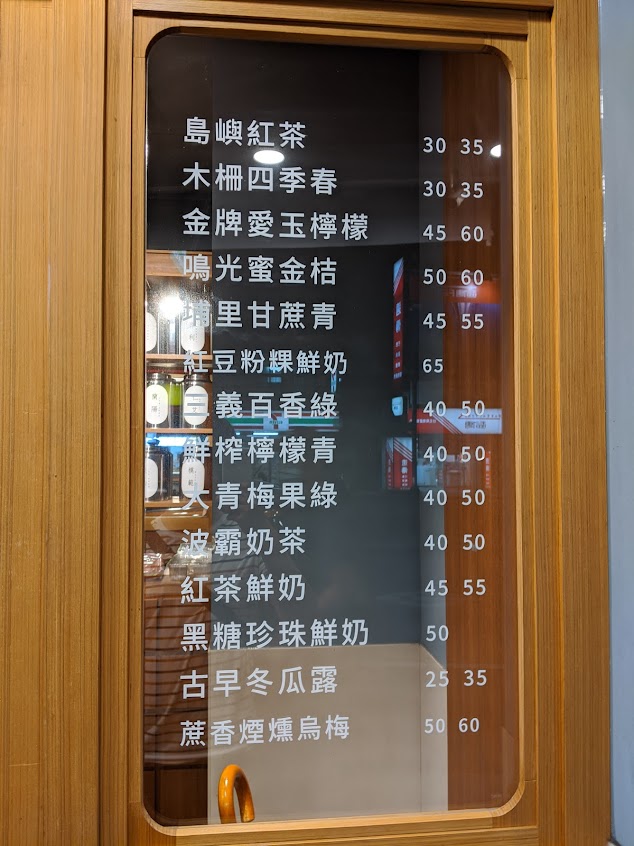 島嶼紅茶 30 35
木柵四季春 30 35
金牌愛玉檸檬 45 60
鳴光蜜金桔 50 60
埔里甘蔗青 45 55
紅豆粉粿鮮奶 65
義百香綠 40 50
鮮榨檸檬青 40 50
大青梅果綠 40 50
波霸奶茶 40 50
紅茶鮮奶 45 55
黑糖珍珠鮮奶 50
古早冬瓜露 25 35
蔗香煙燻烏梅 50 60